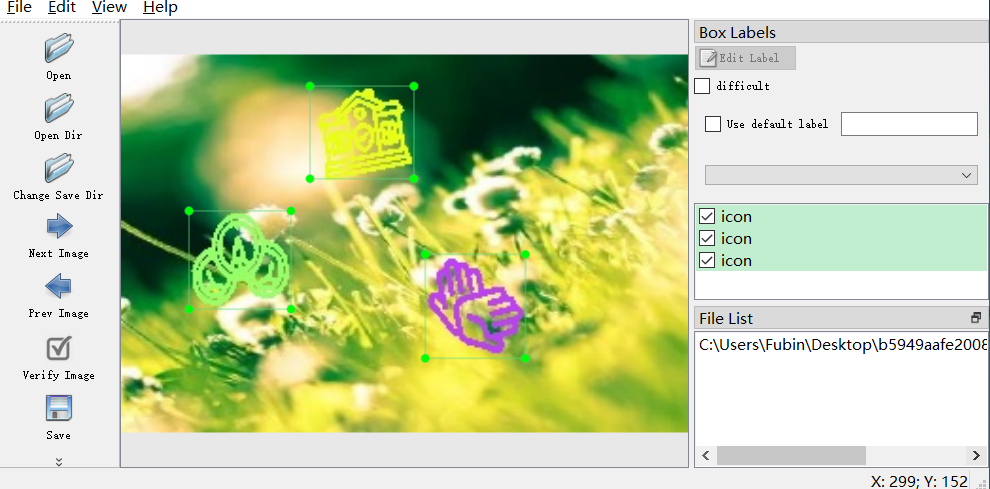 File Edit View Help
Open
Open Dir
Change Save Dir
Next Image
Prev Image
Verify Image
Save
Box Labels
Edit Label
difficult
Use default label
icon
icon
icon
File List
C:\Users\Fubin\Desktop\b5949aafe2008
X: 299; Y: 152